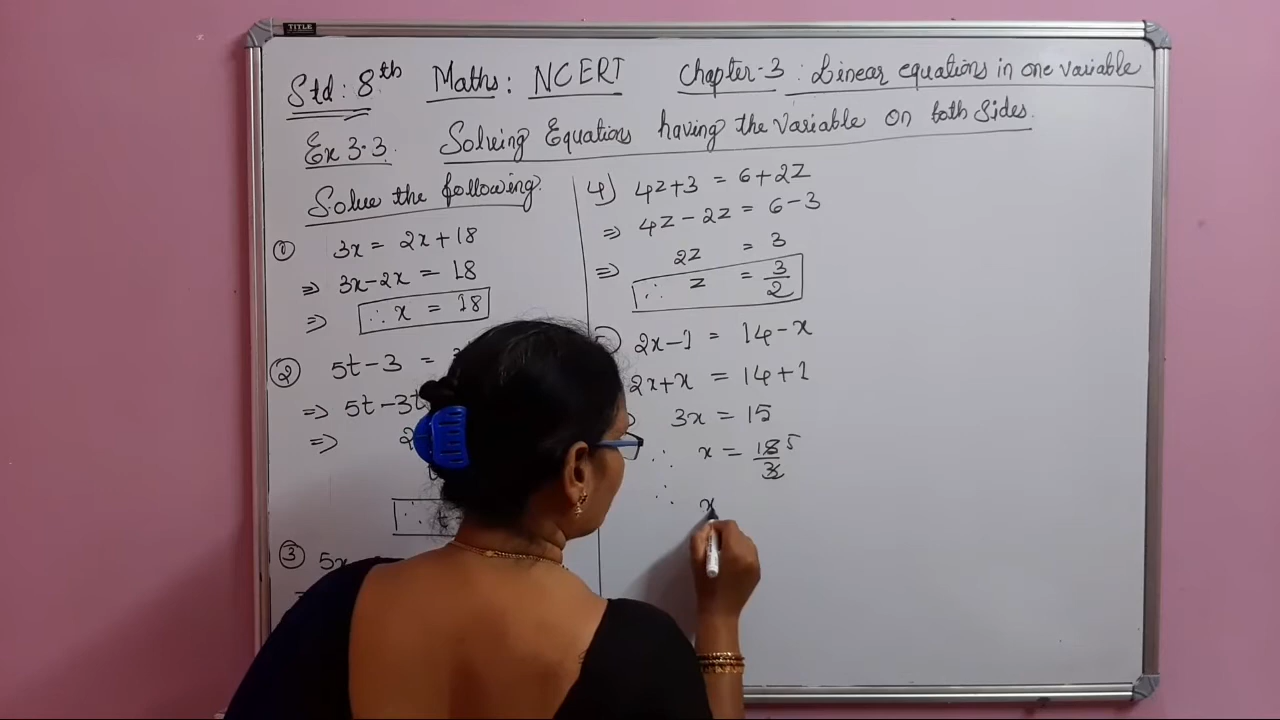 TITLE
Std: 8th Maths: NCERT Chapter-3: Linear equations in one variable
Ex 3.3. Solving Equations having the variable on both sides.
Solve the following.
① 3x = 2x+18
⇒ 3x-2x = 18
⇒ ∴ x = 18
② 5t-3 =
⇒ 5t-3t
⇒ 2
∴ t
③ 5x
4) 4z+3 = 6+2z
⇒ 4z-2z = 6-3
⇒ 2z = 3
∴ z = 3/2
2x-1 = 14-x
2x+x = 14+1
3x = 15
∴ x = 15/3 5
∴ x